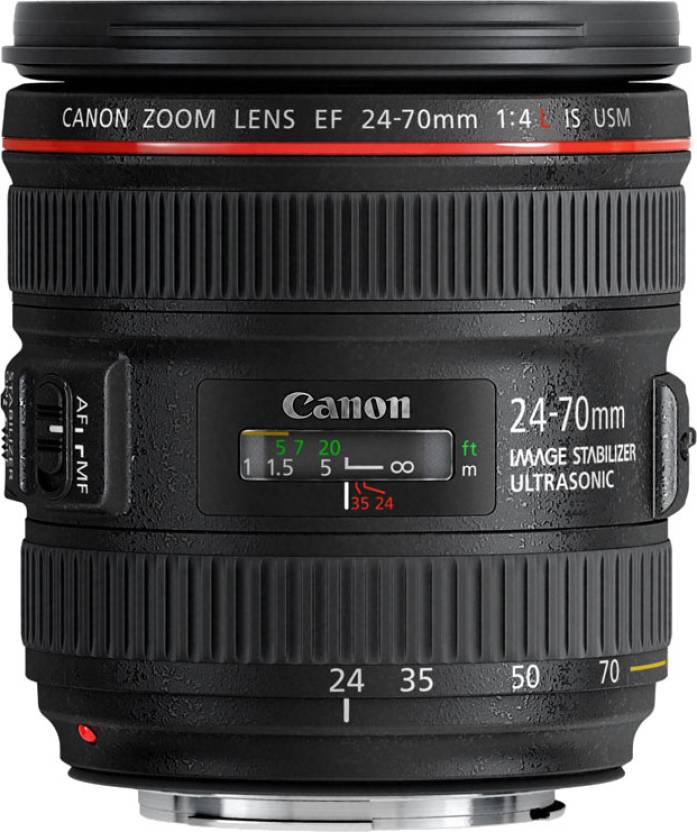 CANON ZOOM LENS EF 24-70mm 1:4 L IS USM
AF
MF
Canon
5 7 20 ft
1 1.5 5 ∞ m
35 24
24-70mm
IMAGE STABILIZER
ULTRASONIC
24 35 50 70